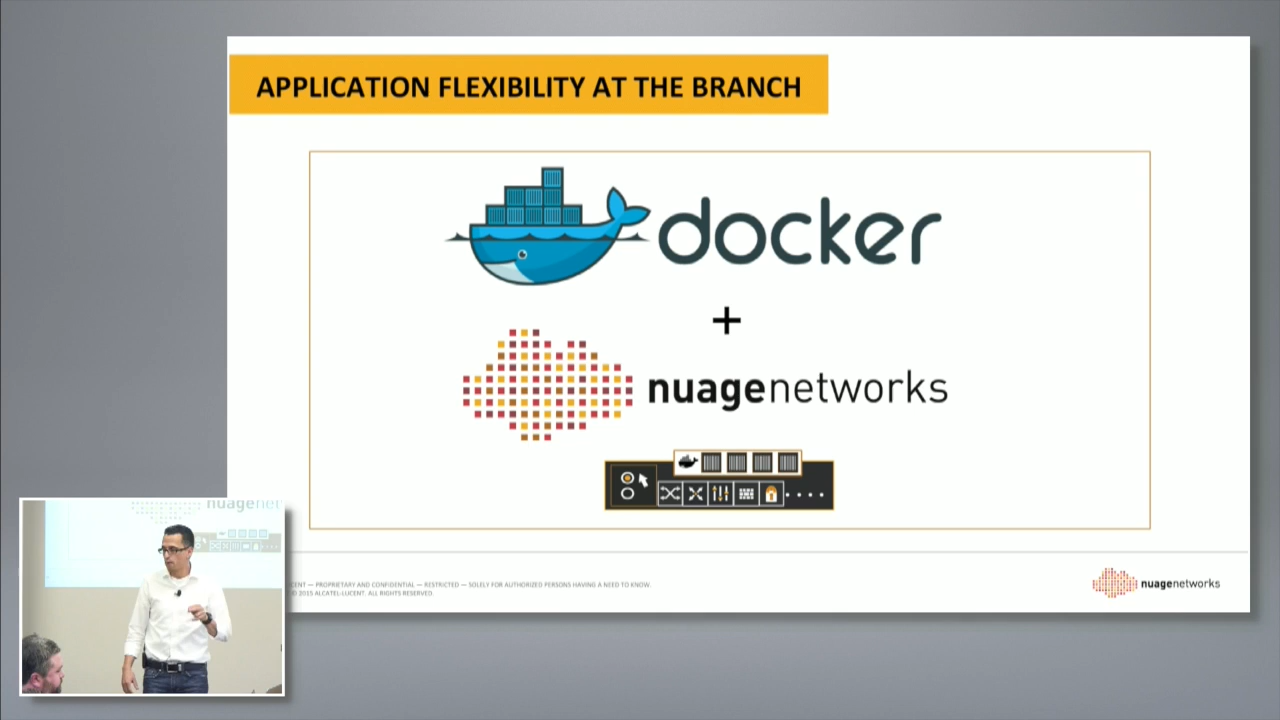 APPLICATION FLEXIBILITY AT THE BRANCH
docker
+
nuagenetworks
CENT — PROPRIETARY AND CONFIDENTIAL — RESTRICTED — SOLELY FOR AUTHORIZED PERSONS HAVING A NEED TO KNOW.
© 2015 ALCATEL-LUCENT. ALL RIGHTS RESERVED.
nuagenetworks
nuagenet